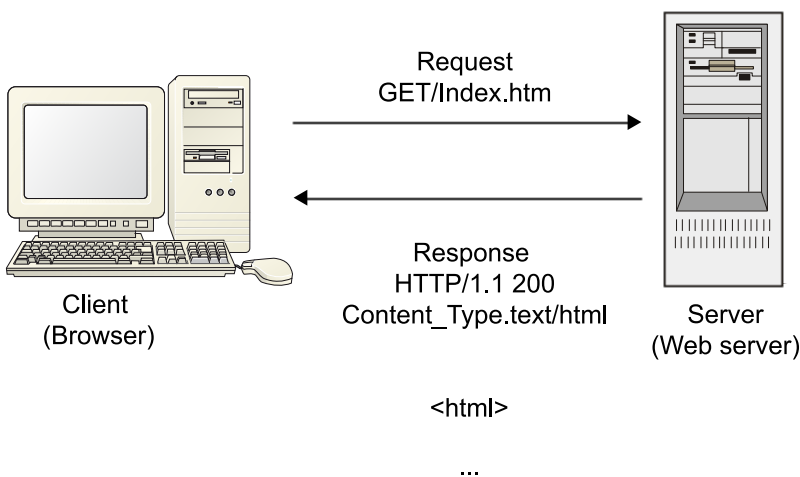 Request
GET/Index.htm
Response
HTTP/1.1 200
Content_Type.text/html
Client
(Browser)
Server
(Web server)
<html>
...